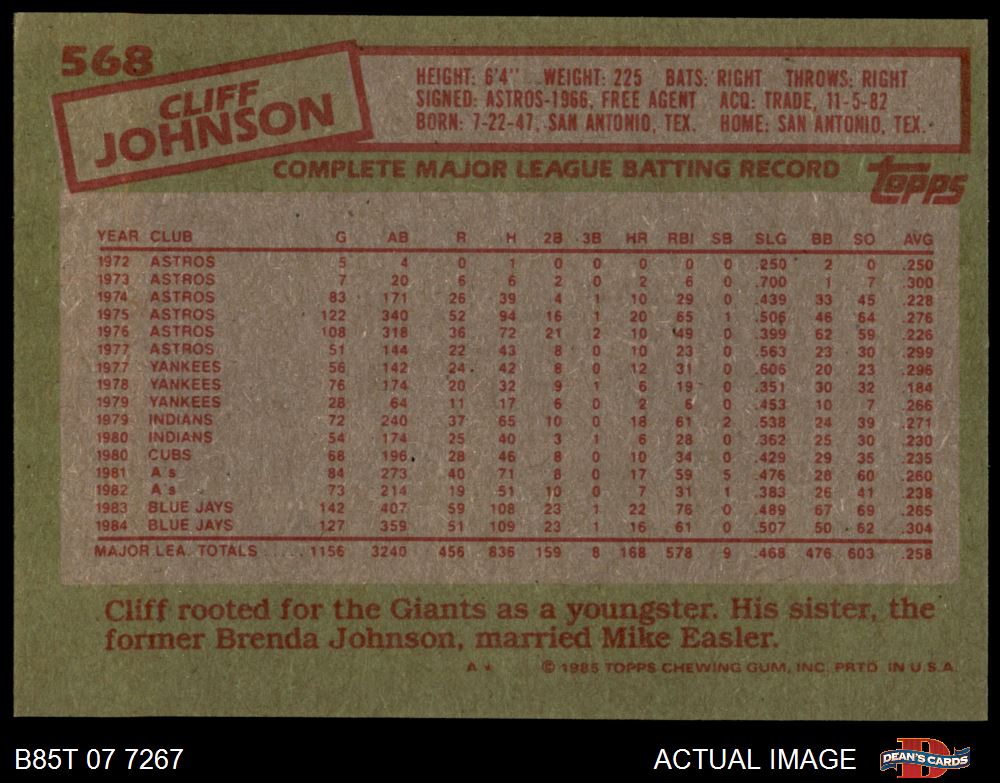 568
CLIFF
JOHNSON
HEIGHT: 6'4" WEIGHT: 225 BATS: RIGHT THROWS: RIGHT
SIGNED: ASTROS-1966, FREE AGENT ACQ: TRADE, 11-5-82
BORN: 7-22-47, SAN ANTONIO, TEX. HOME: SAN ANTONIO, TEX.
COMPLETE MAJOR LEAGUE BATTING RECORD
topps
YEAR CLUB G AB R H 2B 3B HR RBI SB SLG BB SO AVG
1972 ASTROS 5 4 0 1 0 0 0 0 0 .250 2 0 .250
1973 ASTROS 7 20 6 6 2 0 2 6 0 .700 1 7 .300
1974 ASTROS 83 171 26 39 4 1 10 29 0 .439 33 45 .228
1975 ASTROS 122 340 52 94 16 1 20 65 1 .506 46 64 .276
1976 ASTROS 108 318 36 72 21 2 10 49 0 .399 62 59 .226
1977 ASTROS 51 144 22 43 8 0 10 23 0 .563 23 30 .299
1977 YANKEES 56 142 24 42 8 0 12 31 0 .606 20 23 .296
1978 YANKEES 76 174 20 32 9 1 6 19 0 .351 30 32 .184
1979 YANKEES 28 64 11 17 6 0 2 6 0 .453 10 7 .266
1979 INDIANS 72 240 37 65 10 0 18 61 2 .538 24 39 .271
1980 INDIANS 54 174 25 40 3 1 6 28 0 .362 25 30 .230
1980 CUBS 68 196 28 46 8 0 10 34 0 .429 29 35 .235
1981 A's 84 273 40 71 8 0 17 59 5 .476 28 60 .260
1982 A's 73 214 19 51 10 0 7 31 1 .383 26 41 .238
1983 BLUE JAYS 142 407 59 108 23 1 22 76 0 .489 67 69 .265
1984 BLUE JAYS 127 359 51 109 23 1 16 61 0 .507 50 62 .304
MAJOR LEA. TOTALS ..... 1156 3240 456 836 159 8 168 578 9 .468 476 603 .258
Cliff rooted for the Giants as a youngster. His sister, the
former Brenda Johnson, married Mike Easler.
A * © 1985 TOPPS CHEWING GUM, INC. PRTD. IN U.S.A.
B85T 07 7267 ACTUAL IMAGE D DEAN'S CARDS